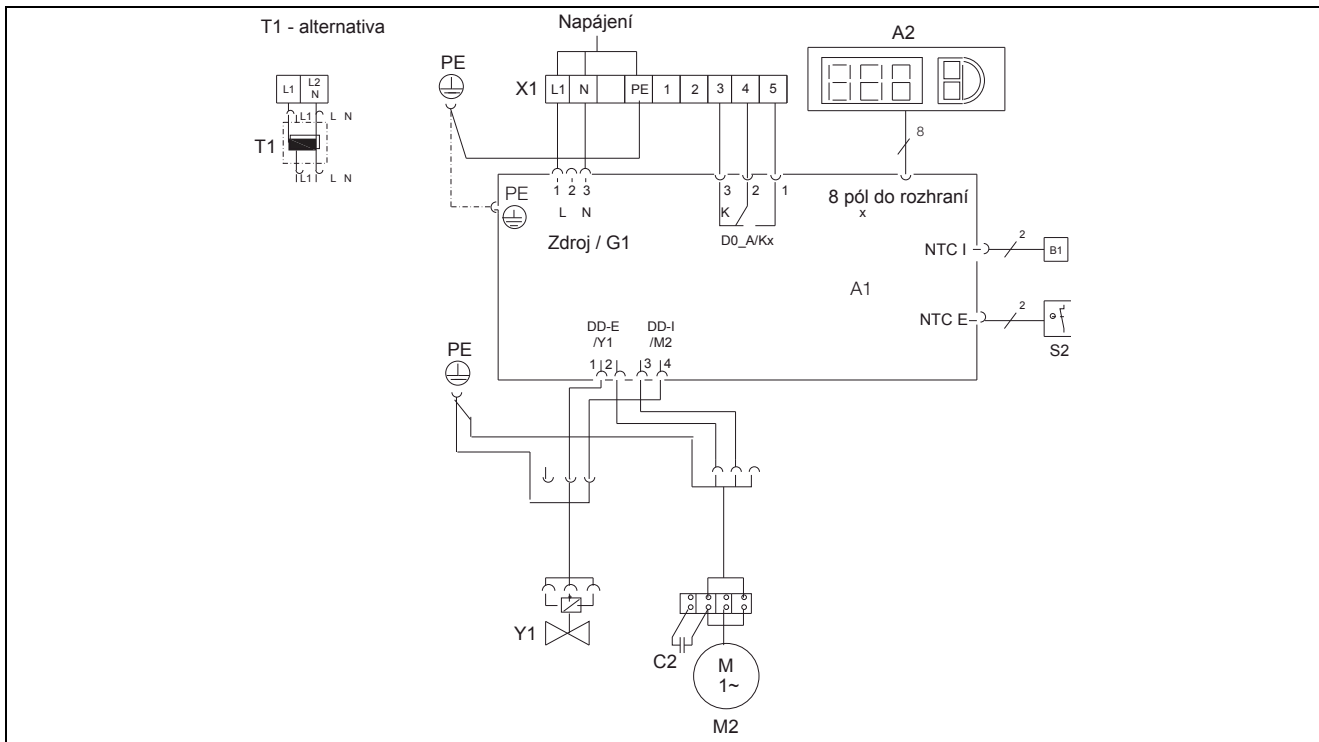 T1 - alternativa
Napájení
A2
PE
L1 L2 N
X1 L1 N PE 1 2 3 4 5
L1 L N
T1
8
L1 L N
PE
1 2 3
3 2 1
8 pól do rozhraní
x
L N
K
Zdroj / G1
D0_A/Kx
NTC I
2
B1
A1
NTC E
2
S2
DD-E /Y1
DD-I /M2
PE
1 2 3 4
Y1
C2
M 1~
M2